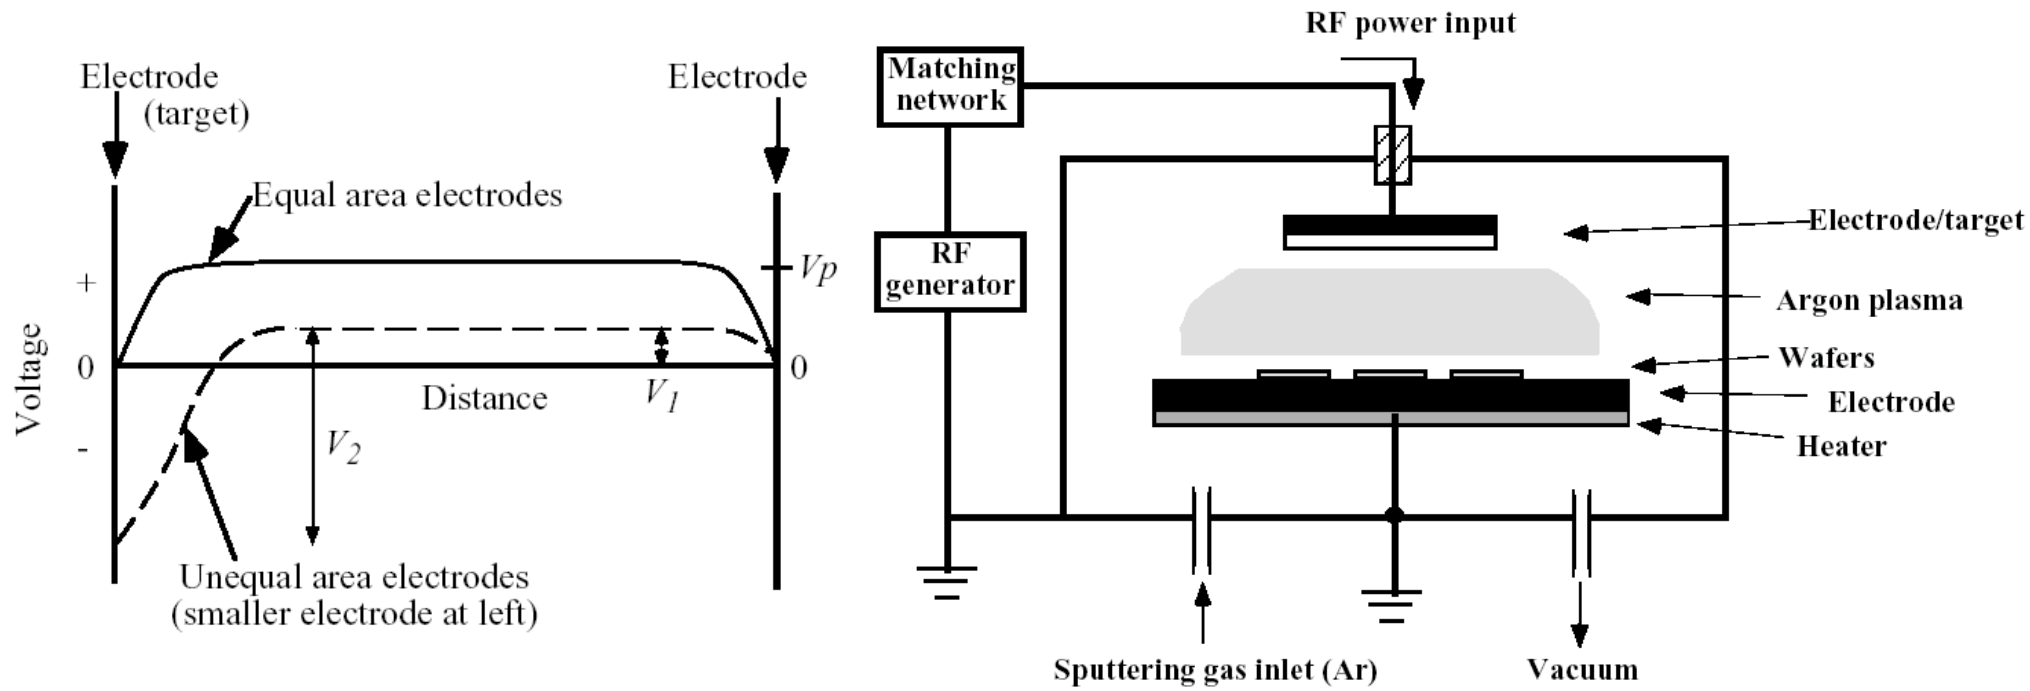 Electrode
(target)
Electrode
Equal area electrodes
+
Vp
Voltage
0
0
Distance
V1
-
V2
Unequal area electrodes
(smaller electrode at left)
RF power input
Matching
network
RF
generator
Electrode/target
Argon plasma
Wafers
Electrode
Heater
Sputtering gas inlet (Ar)
Vacuum